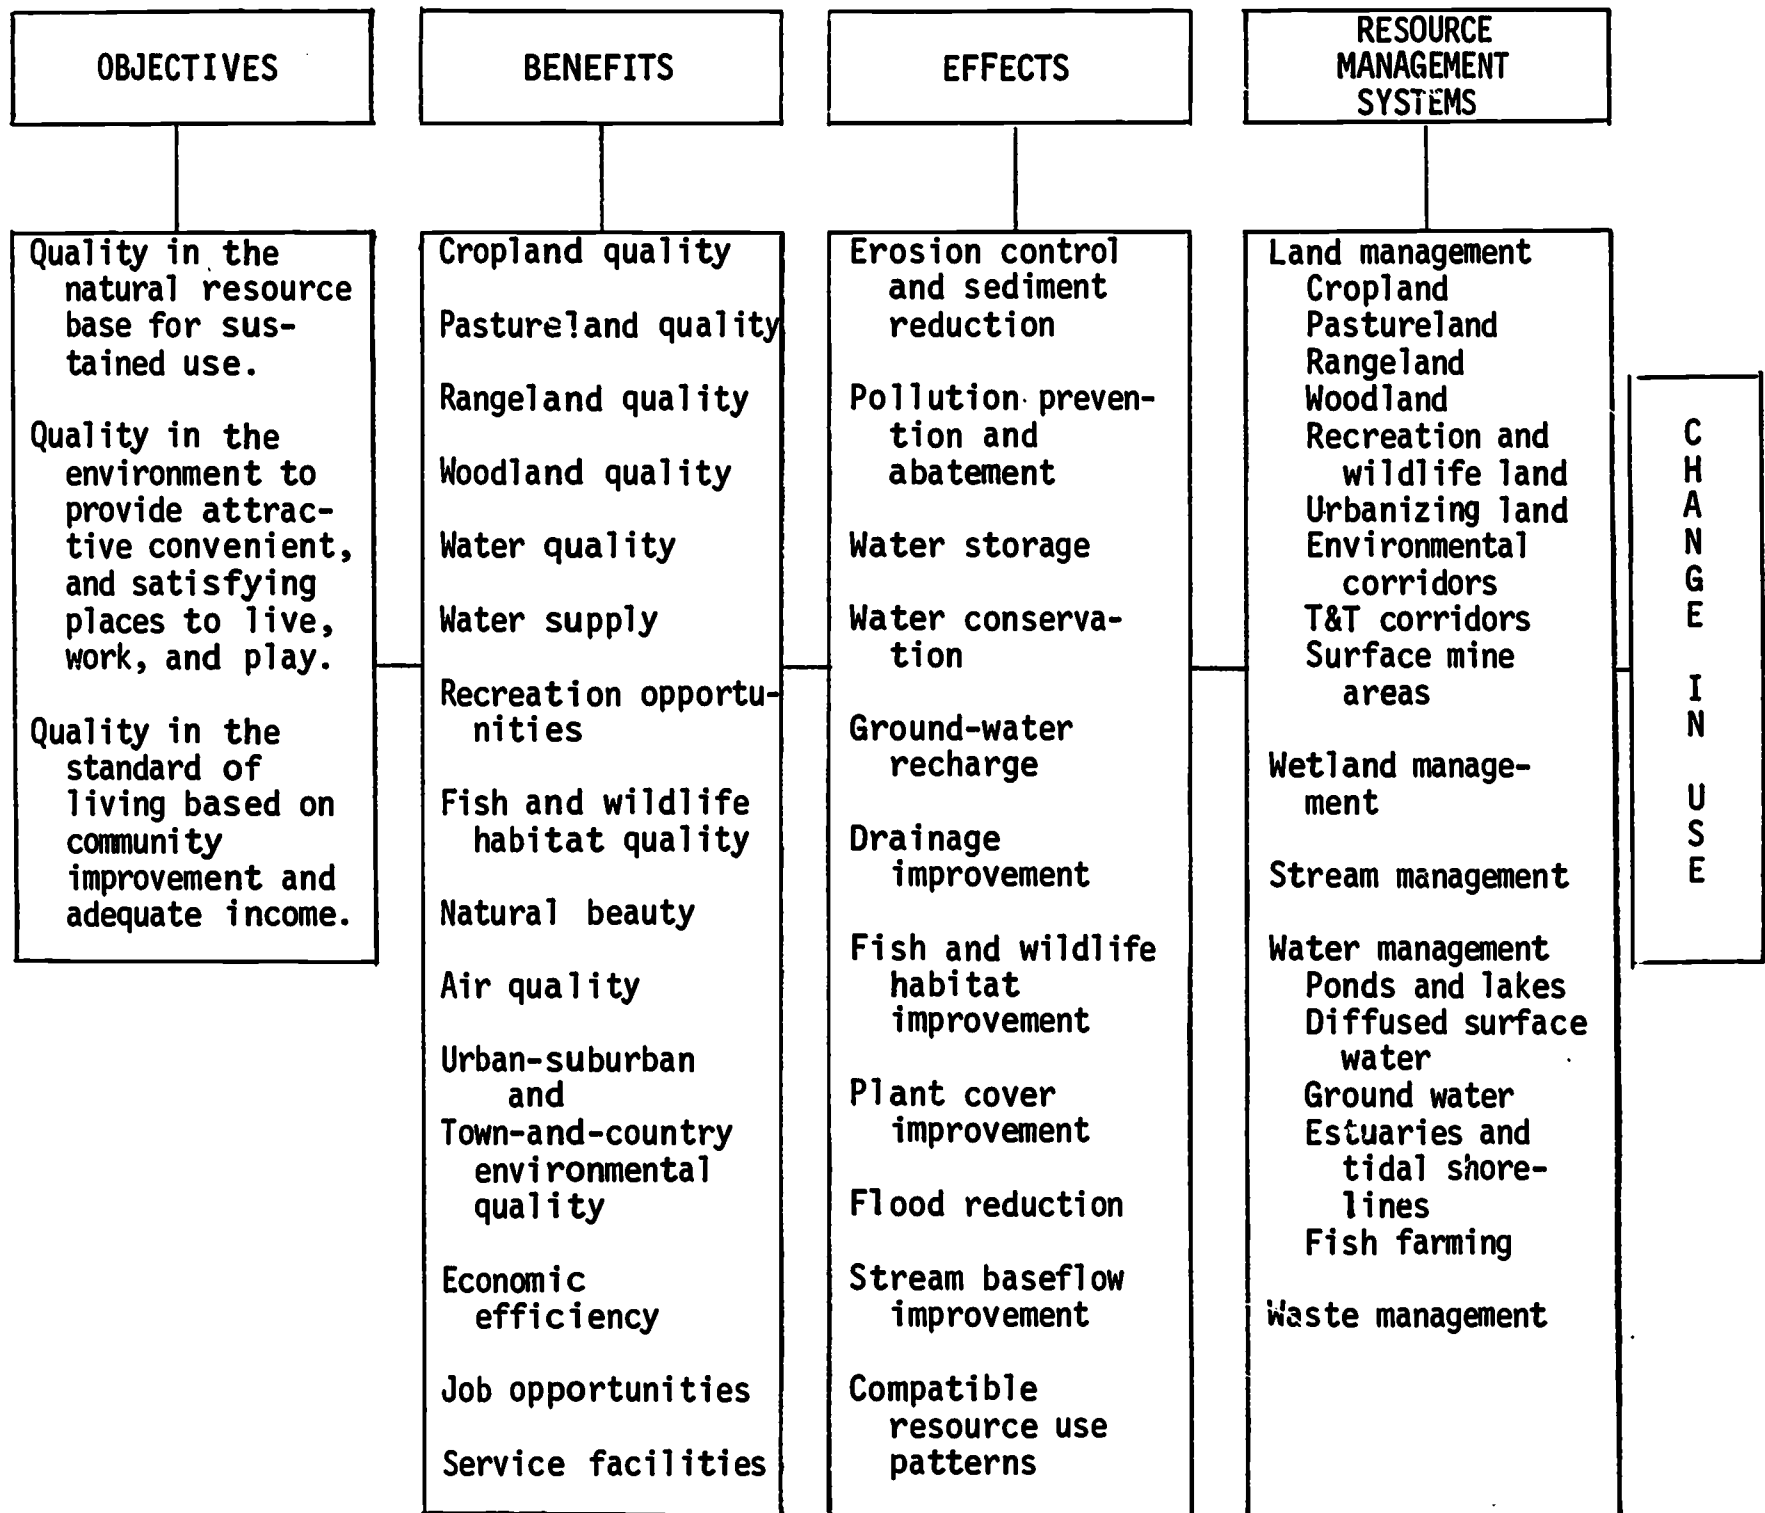 OBJECTIVES
Quality in the
natural resource
base for sus-
tained use.
Quality in the
environment to
provide attrac-
tive convenient,
and satisfying
places to live,
work, and play.
Quality in the
standard of
living based on
community
improvement and
adequate income.
BENEFITS
Cropland quality
Pastureland quality
Rangeland quality
Woodland quality
Water quality
Water supply
Recreation opportu-
nities
Fish and wildlife
habitat quality
Natural beauty
Air quality
Urban-suburban
and
Town-and-country
environmental
quality
Economic
efficiency
Job opportunities
Service facilities
EFFECTS
Erosion control
and sediment
reduction
Pollution preven-
tion and
abatement
Water storage
Water conserva-
tion
Ground-water
recharge
Drainage
improvement
Fish and wildlife
habitat
improvement
Plant cover
improvement
Flood reduction
Stream baseflow
improvement
Compatible
resource use
patterns
RESOURCE
MANAGEMENT
SYSTEMS
Land management
Cropland
Pastureland
Rangeland
Woodland
Recreation and
wildlife land
Urbanizing land
Environmental
corridors
T&T corridors
Surface mine
areas
Wetland manage-
ment
Stream management
Water management
Ponds and lakes
Diffused surface
water
Ground water
Estuaries and
tidal shore-
lines
Fish farming
Waste management
CHANGE IN USE